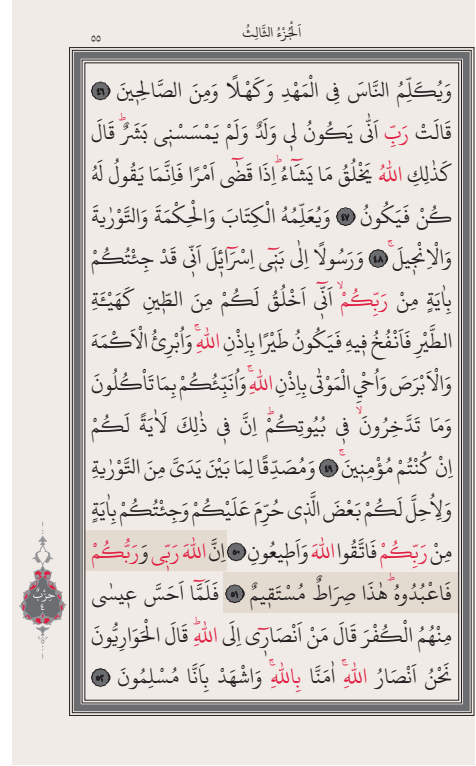 اَلْجُزْءُ الثَّالِثُ
٥٥
وَيُكَلِّمُ النَّاسَ فِى الْمَهْدِ وَكَهْلًا وَمِنَ الصَّالِح۪ينَ ٤٦
قَالَتْ رَبِّ اَنّٰى يَكُونُ ل۪ى وَلَدٌ وَلَمْ يَمْسَسْن۪ى بَشَرٌۜ قَالَ
كَذٰلِكِ اللّٰهُ يَخْلُقُ مَا يَشَٓاءُۜ اِذَا قَضٰٓى اَمْرًا فَاِنَّمَا يَقُولُ لَهُ
كُنْ فَيَكُونُ ٤٧ وَيُعَلِّمُهُ الْكِتَابَ وَالْحِكْمَةَ وَالتَّوْرٰيةَ
وَالْاِنْج۪يلَۚ ٤٨ وَرَسُولًا اِلٰى بَن۪ٓى اِسْرَٓائ۪لَ اَنّ۪ى قَدْ جِئْتُكُمْ
بِاٰيَةٍ مِنْ رَبِّكُمْۙ اَنّ۪ٓى اَخْلُقُ لَكُمْ مِنَ الطّ۪ينِ كَهَيْـَٔةِ
الطَّيْرِ فَاَنْفُخُ ف۪يهِ فَيَكُونُ طَيْرًا بِاِذْنِ اللّٰهِۚ وَاُبْرِئُ الْاَكْمَهَ
وَالْاَبْرَصَ وَاُحْيِ الْمَوْتٰى بِاِذْنِ اللّٰهِۚ وَاُنَبِّئُكُمْ بِمَا تَاْكُلُونَ
وَمَا تَدَّخِرُونَۙ ف۪ى بُيُوتِكُمْۜ اِنَّ ف۪ى ذٰلِكَ لَاٰيَةً لَكُمْ
اِنْ كُنْتُمْ مُؤْمِن۪ينَۚ ٤٩ وَمُصَدِّقًا لِمَا بَيْنَ يَدَىَّ مِنَ التَّوْرٰيةِ
وَلِاُحِلَّ لَكُمْ بَعْضَ الَّذ۪ى حُرِّمَ عَلَيْكُمْ وَجِئْتُكُمْ بِاٰيَةٍ
مِنْ رَبِّكُمْ فَاتَّقُوا اللّٰهَ وَاَط۪يعُونِ ٥٠ اِنَّ اللّٰهَ رَبّ۪ى وَرَبُّكُمْ
فَاعْبُدُوهُۜ هٰذَا صِرَاطٌ مُسْتَق۪يمٌ ٥١ فَلَمَّٓا اَحَسَّ ع۪يسٰى
مِنْهُمُ الْكُفْرَ قَالَ مَنْ اَنْصَار۪ٓى اِلَى اللّٰهِۜ قَالَ الْحَوَارِيُّونَ
نَحْنُ اَنْصَارُ اللّٰهِۚ اٰمَنَّا بِاللّٰهِۚ وَاشْهَدْ بِاَنَّا مُسْلِمُونَ ٥٢
حِزْبٌ
٤